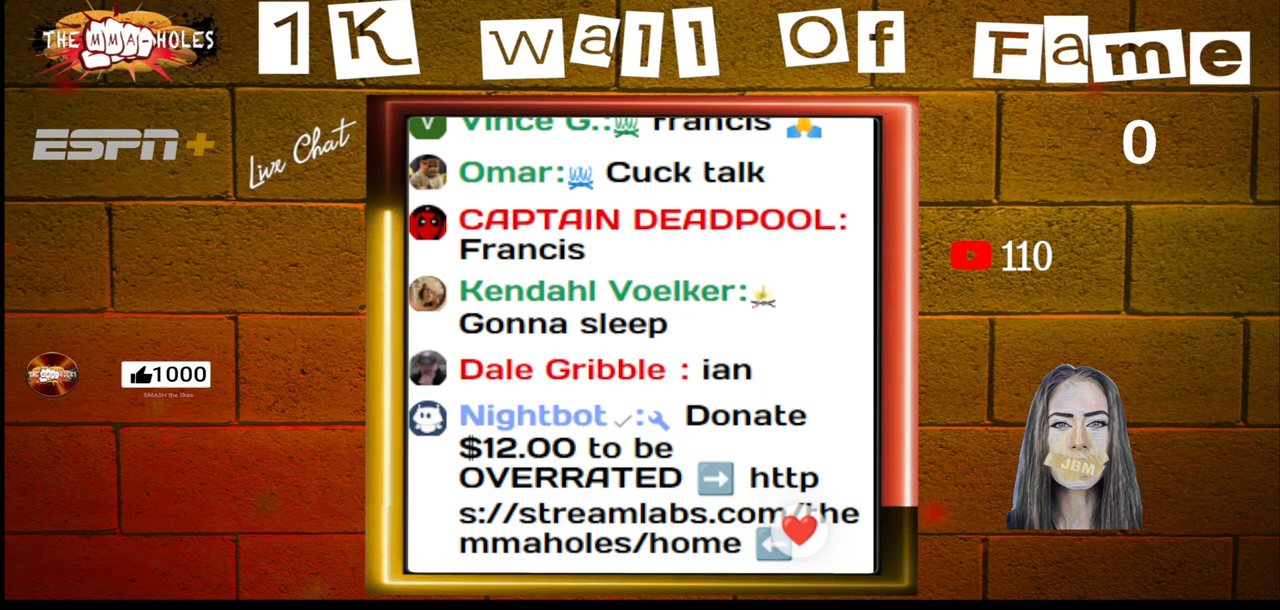 THE MMA-HOLES
1K Wall Of Fame
ESPN+
Live Chat
0
V Vince G.: Francis 🙏
Omar: Cuck talk
CAPTAIN DEADPOOL:
Francis
Kendahl Voelker:
Gonna sleep
Dale Gribble : ian
Nightbot ✓: Donate
$12.00 to be
OVERRATED ➡️ http
s://streamlabs.com/the
mmaholes/home ⬅️
110
1000
SMASH the likes
JBM